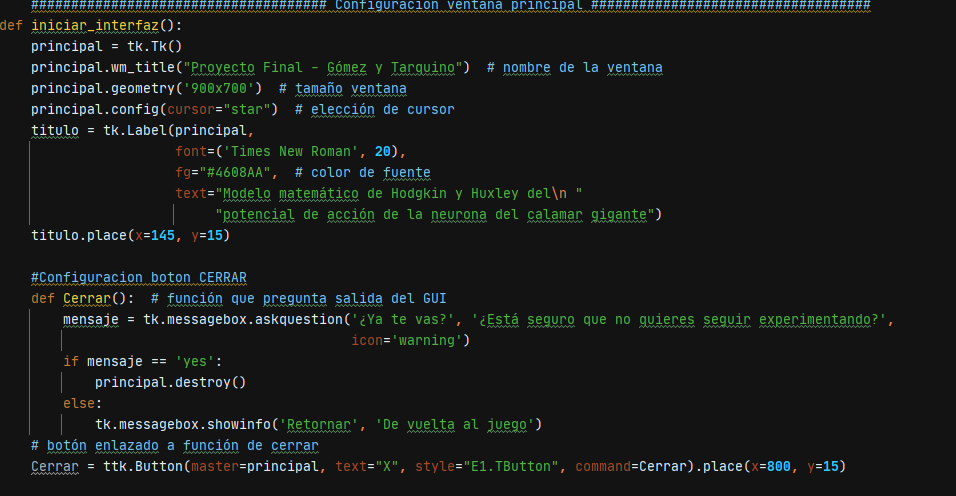 ##################################### Configuración ventana principal ###################################
def iniciar_interfaz():
    principal = tk.Tk()
    principal.wm_title("Proyecto Final - Gómez y Tarquino")  # nombre de la ventana
    principal.geometry('900x700')  # tamaño ventana
    principal.config(cursor="star")  # elección de cursor
    titulo = tk.Label(principal,
                      font=('Times New Roman', 20),
                      fg="#4608AA",  # color de fuente
                      text="Modelo matemático de Hodgkin y Huxley del\n "
                           "potencial de acción de la neurona del calamar gigante")
    titulo.place(x=145, y=15)
    #Configuracion boton CERRAR
    def Cerrar():  # función que pregunta salida del GUI
        mensaje = tk.messagebox.askquestion('¿Ya te vas?', '¿Está seguro que no quieres seguir experimentando?',
                                            icon='warning')
        if mensaje == 'yes':
            principal.destroy()
        else:
            tk.messagebox.showinfo('Retornar', 'De vuelta al juego')
    # botón enlazado a función de cerrar
    Cerrar = ttk.Button(master=principal, text="X", style="E1.TButton", command=Cerrar).place(x=800, y=15)